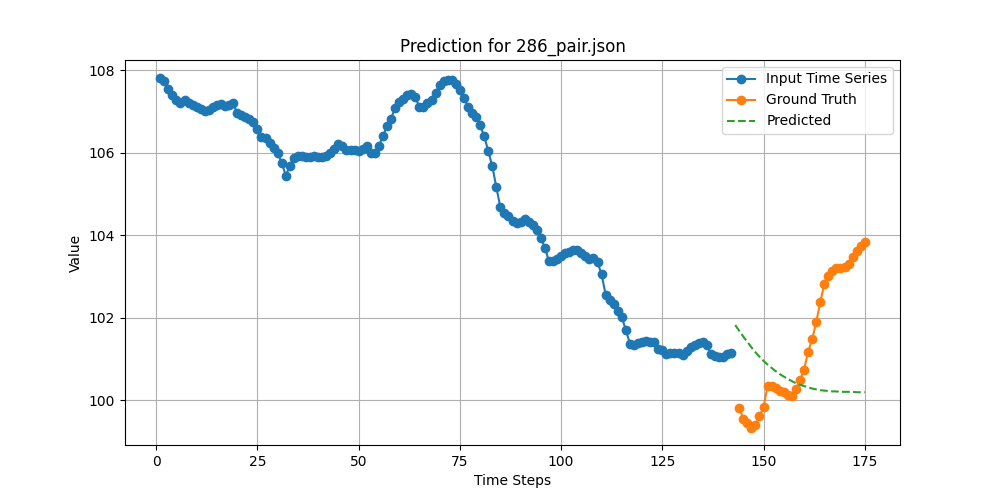 Prediction for 286_pair.json
Input Time Series
Ground Truth
Predicted
Value
108
106
104
102
100
0 25 50 75 100 125 150 175
Time Steps